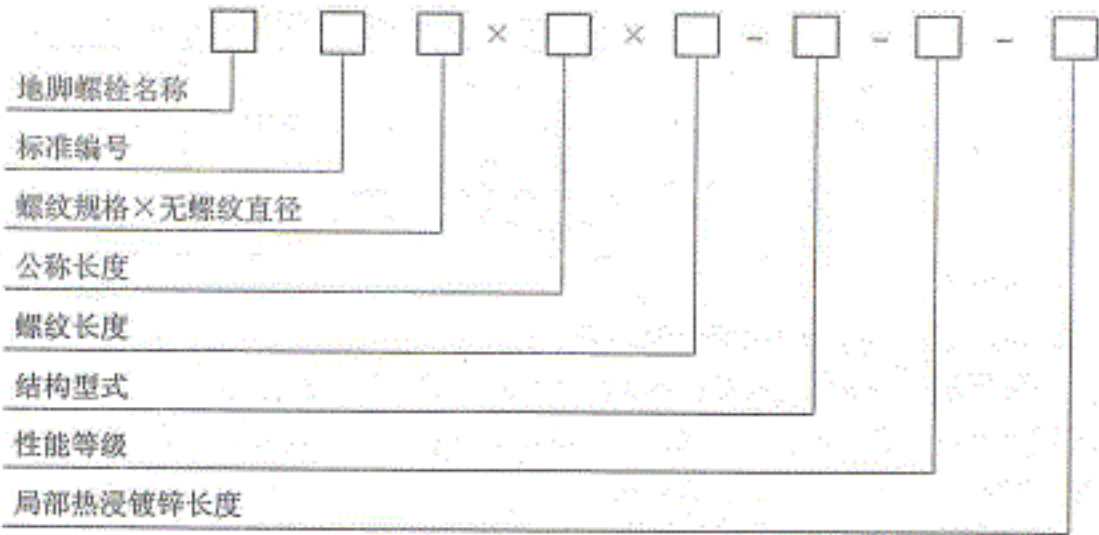 □ □ □ × □ × □ - □ - □ - □
地脚螺栓名称
标准编号
螺纹规格×无螺纹直径
公称长度
螺纹长度
结构型式
性能等级
局部热浸镀锌长度